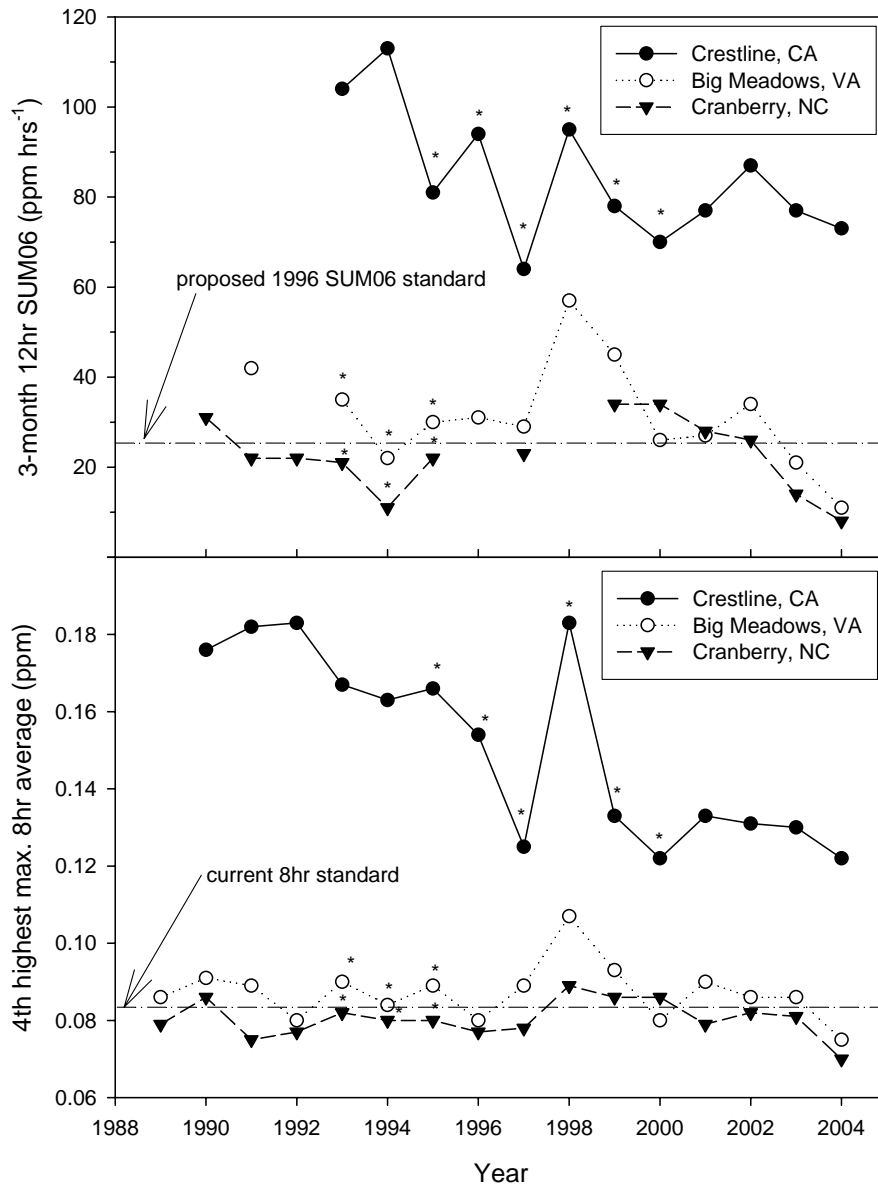 120
100
80
60
40
20
3-month 12hr SUM06 (ppm hrs⁻¹)
Crestline, CA
Big Meadows, VA
Cranberry, NC
proposed 1996 SUM06 standard
* * * * * * *
* * * * * *
0.18
0.16
0.14
0.12
0.10
0.08
0.06
4th highest max. 8hr average (ppm)
Crestline, CA
Big Meadows, VA
Cranberry, NC
current 8hr standard
* * * * * *
* * * * * *
1988 1990 1992 1994 1996 1998 2000 2002 2004
Year